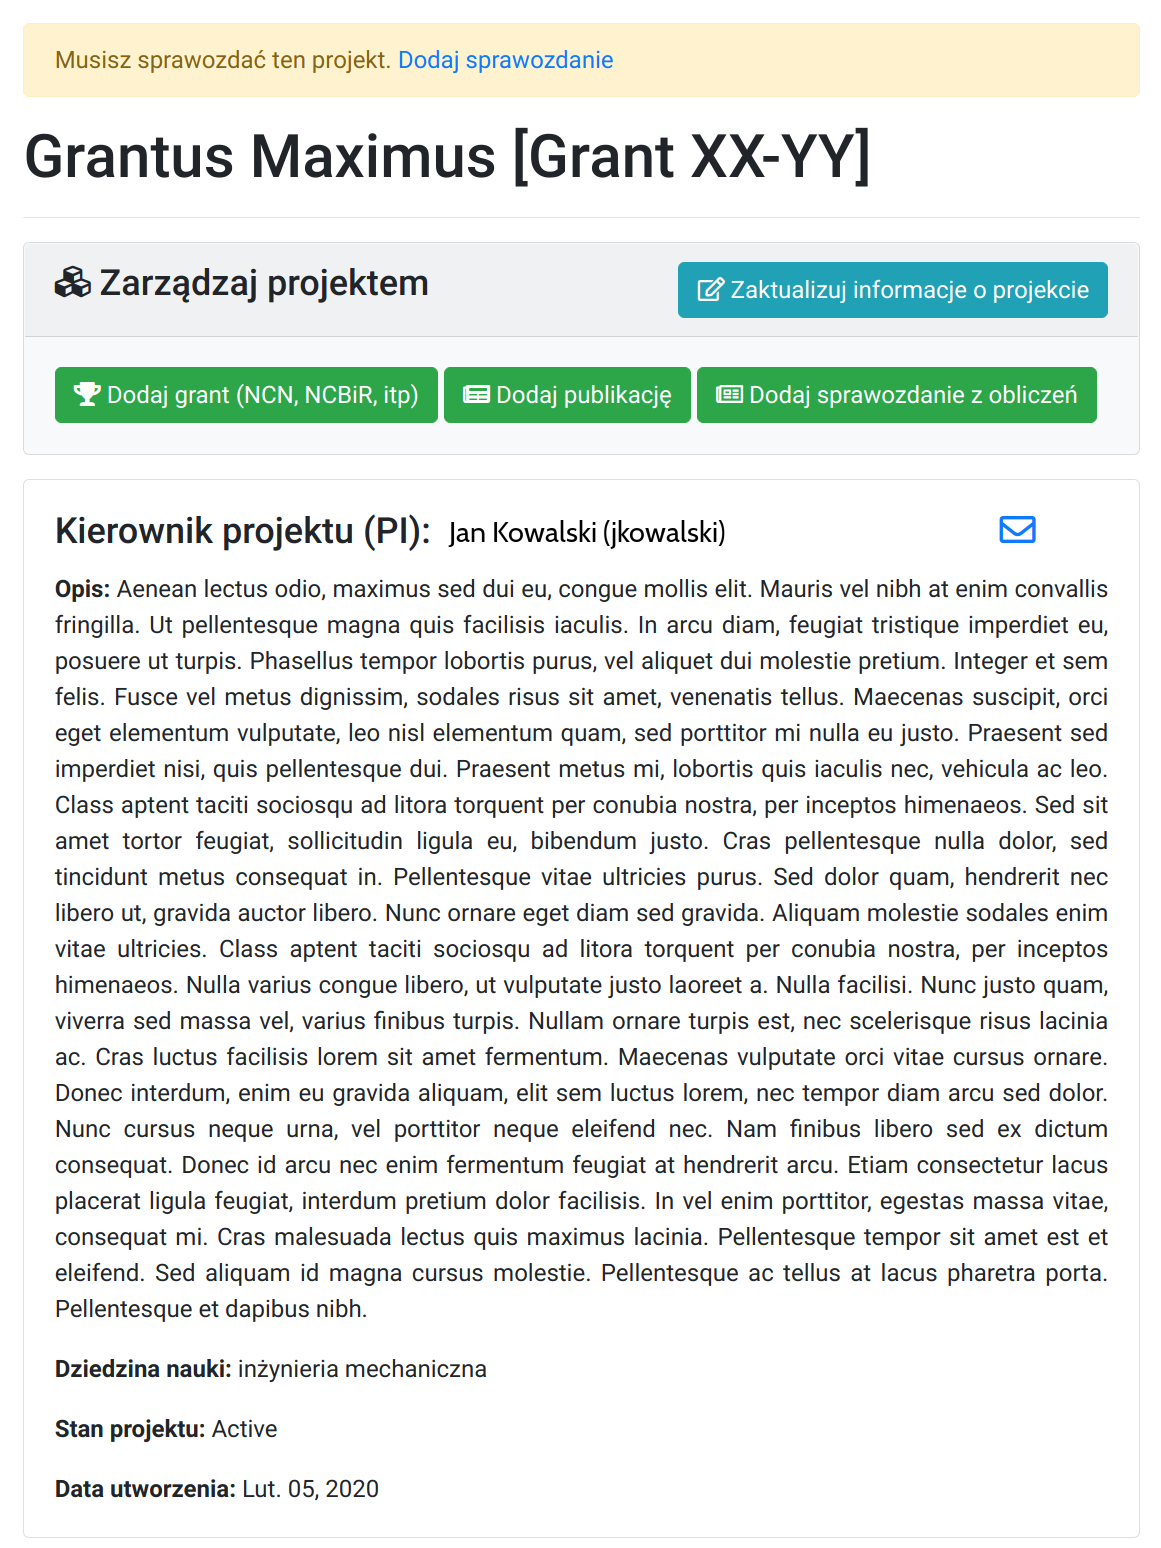 Musisz sprawozdać ten projekt. Dodaj sprawozdanie
Grantus Maximus [Grant XX-YY]
Zarządzaj projektem
Zaktualizuj informacje o projekcie
Dodaj grant (NCN, NCBiR, itp)
Dodaj publikację
Dodaj sprawozdanie z obliczeń
Kierownik projektu (PI): Jan Kowalski (jkowalski)
Opis: Aenean lectus odio, maximus sed dui eu, congue mollis elit. Mauris vel nibh at enim convallis
fringilla. Ut pellentesque magna quis facilisis iaculis. In arcu diam, feugiat tristique imperdiet eu,
posuere ut turpis. Phasellus tempor lobortis purus, vel aliquet dui molestie pretium. Integer et sem
felis. Fusce vel metus dignissim, sodales risus sit amet, venenatis tellus. Maecenas suscipit, orci
eget elementum vulputate, leo nisl elementum quam, sed porttitor mi nulla eu justo. Praesent sed
imperdiet nisi, quis pellentesque dui. Praesent metus mi, lobortis quis iaculis nec, vehicula ac leo.
Class aptent taciti sociosqu ad litora torquent per conubia nostra, per inceptos himenaeos. Sed sit
amet tortor feugiat, sollicitudin ligula eu, bibendum justo. Cras pellentesque nulla dolor, sed
tincidunt metus consequat in. Pellentesque vitae ultricies purus. Sed dolor quam, hendrerit nec
libero ut, gravida auctor libero. Nunc ornare eget diam sed gravida. Aliquam molestie sodales enim
vitae ultricies. Class aptent taciti sociosqu ad litora torquent per conubia nostra, per inceptos
himenaeos. Nulla varius congue libero, ut vulputate justo laoreet a. Nulla facilisi. Nunc justo quam,
viverra sed massa vel, varius finibus turpis. Nullam ornare turpis est, nec scelerisque risus lacinia
ac. Cras luctus facilisis lorem sit amet fermentum. Maecenas vulputate orci vitae cursus ornare.
Donec interdum, enim eu gravida aliquam, elit sem luctus lorem, nec tempor diam arcu sed dolor.
Nunc cursus neque urna, vel porttitor neque eleifend nec. Nam finibus libero sed ex dictum
consequat. Donec id arcu nec enim fermentum feugiat at hendrerit arcu. Etiam consectetur lacus
placerat ligula feugiat, interdum pretium dolor facilisis. In vel enim porttitor, egestas massa vitae,
consequat mi. Cras malesuada lectus quis maximus lacinia. Pellentesque tempor sit amet est et
eleifend. Sed aliquam id magna cursus molestie. Pellentesque ac tellus at lacus pharetra porta.
Pellentesque et dapibus nibh.
Dziedzina nauki: inżynieria mechaniczna
Stan projektu: Active
Data utworzenia: Lut. 05, 2020